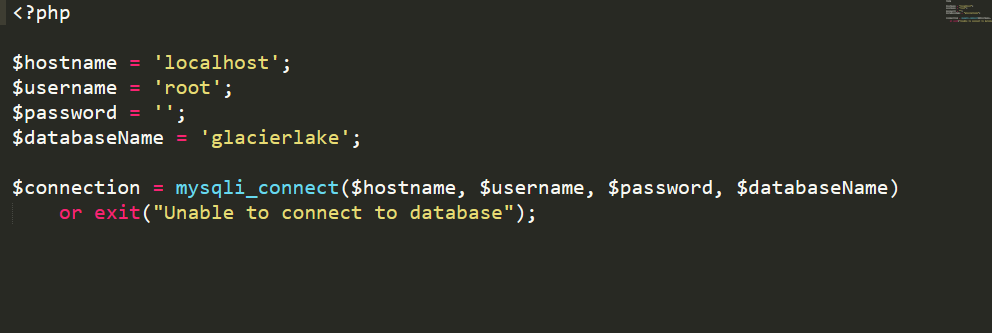 <?php
$hostname = 'localhost';
$username = 'root';
$password = '';
$databaseName = 'glacierlake';
$connection = mysqli_connect($hostname, $username, $password, $databaseName)
or exit("Unable to connect to database");